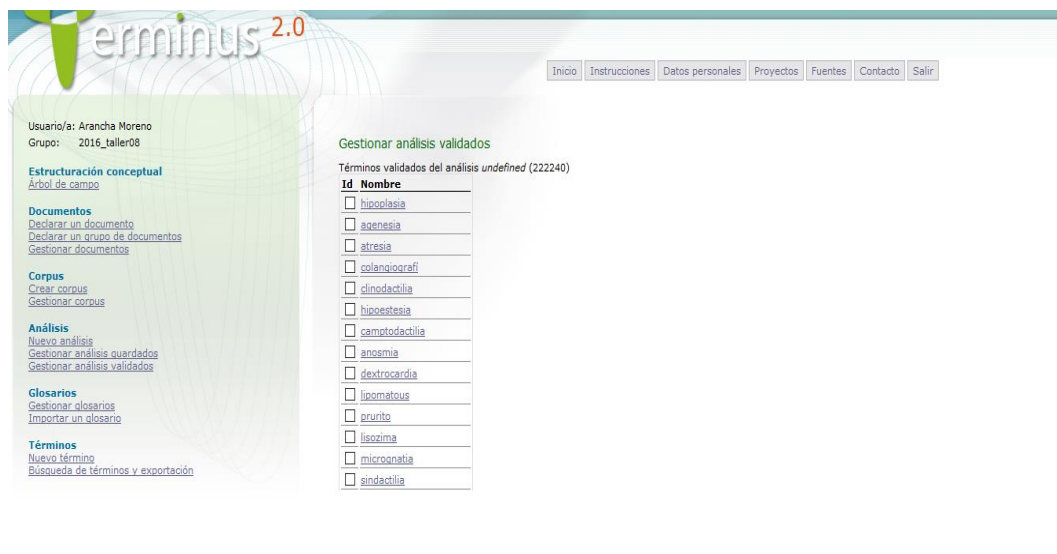 erminus 2.0
Inicio Instrucciones Datos personales Proyectos Fuentes Contacto Salir
Usuario/a: Arancha Moreno
Grupo: 2016_taller08
Estructuración conceptual
Árbol de campo
Documentos
Declarar un documento
Declarar un grupo de documentos
Gestionar documentos
Corpus
Crear corpus
Gestionar corpus
Análisis
Nuevo análisis
Gestionar análisis guardados
Gestionar análisis validados
Glosarios
Gestionar glosarios
Importar un glosario
Términos
Nuevo término
Búsqueda de términos y exportación
Gestionar análisis validados
Términos validados del análisis undefined (222240)
Id Nombre
hipoplasia
agenesia
atresia
colangiografí
clinodactilia
hipoestesia
camptodactilia
anosmia
dextrocardia
lipomatous
prurito
lisozima
micrognatia
sindactilia